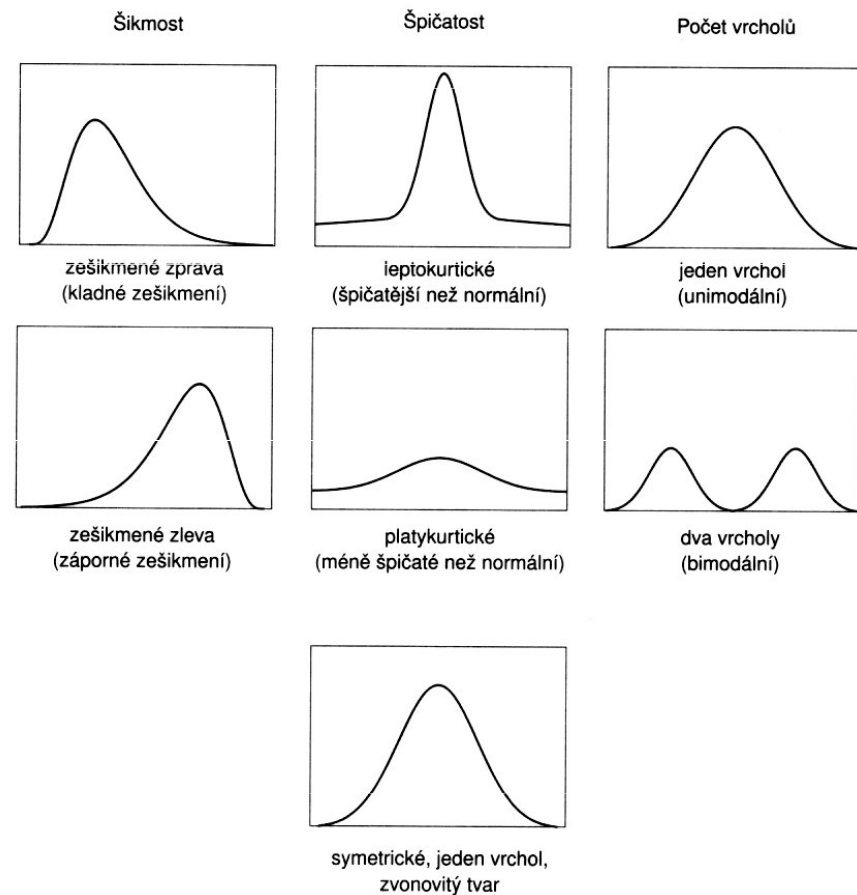 Šikmost
Špičatost
Počet vrcholů
zešikmené zprava
(kladné zešikmení)
leptokurtické
(špičatější než normální)
jeden vrchol
(unimodální)
zešikmené zleva
(záporné zešikmení)
platykurtické
(méně špičaté než normální)
dva vrcholy
(bimodální)
symetrické, jeden vrchol,
zvonovitý tvar